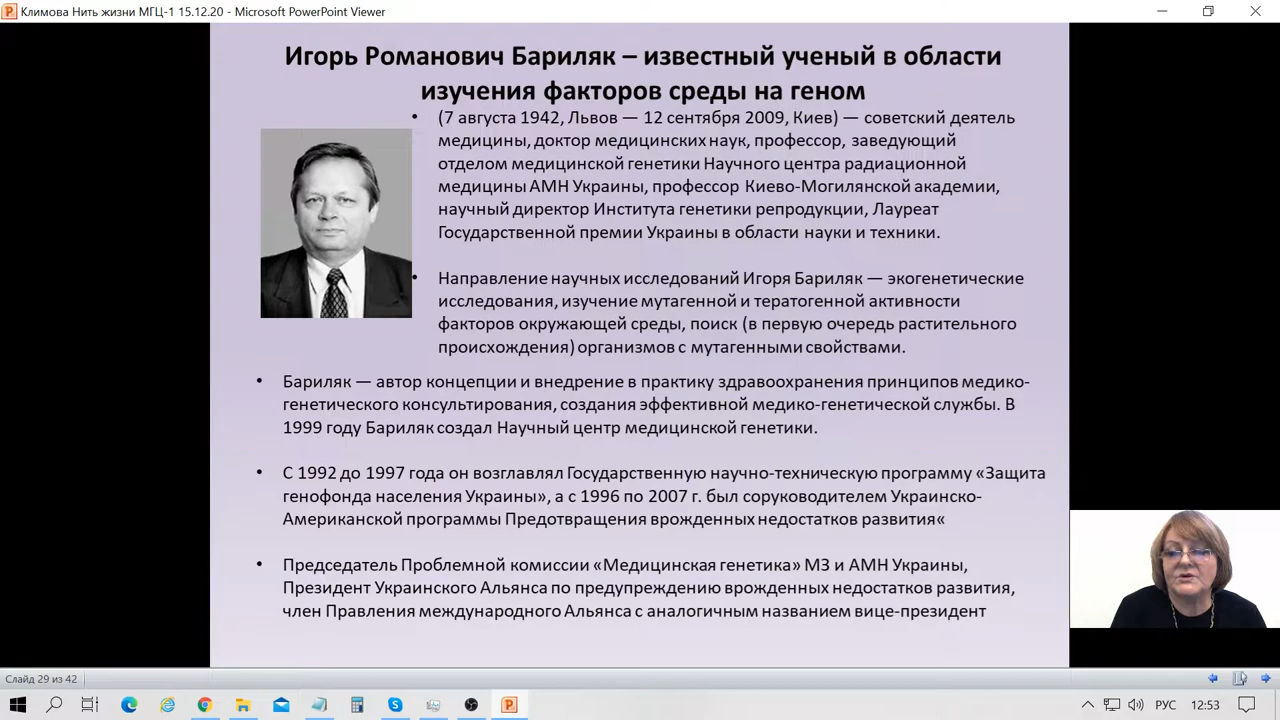 Климова Нить жизни МГЦ-1 15.12.20 - Microsoft PowerPoint Viewer
Игорь Романович Бариляк – известный ученый в области
изучения факторов среды на геном
• (7 августа 1942, Львов — 12 сентября 2009, Киев) — советский деятель
медицины, доктор медицинских наук, профессор, заведующий
отделом медицинской генетики Научного центра радиационной
медицины АМН Украины, профессор Киево-Могилянской академии,
научный директор Института генетики репродукции, Лауреат
Государственной премии Украины в области науки и техники.
• Направление научных исследований Игоря Бариляк — экогенетические
исследования, изучение мутагенной и тератогенной активности
факторов окружающей среды, поиск (в первую очередь растительного
происхождения) организмов с мутагенными свойствами.
• Бариляк — автор концепции и внедрение в практику здравоохранения принципов медико-
генетического консультирования, создания эффективной медико-генетической службы. В
1999 году Бариляк создал Научный центр медицинской генетики.
• С 1992 до 1997 года он возглавлял Государственную научно-техническую программу «Защита
генофонда населения Украины», а с 1996 по 2007 г. был соруководителем Украинско-
Американской программы Предотвращения врожденных недостатков развития«
• Председатель Проблемной комиссии «Медицинская генетика» МЗ и АМН Украины,
Президент Украинского Альянса по предупреждению врожденных недостатков развития,
член Правления международного Альянса с аналогичным названием вице-президент
Слайд 29 из 42
РУС
12:53